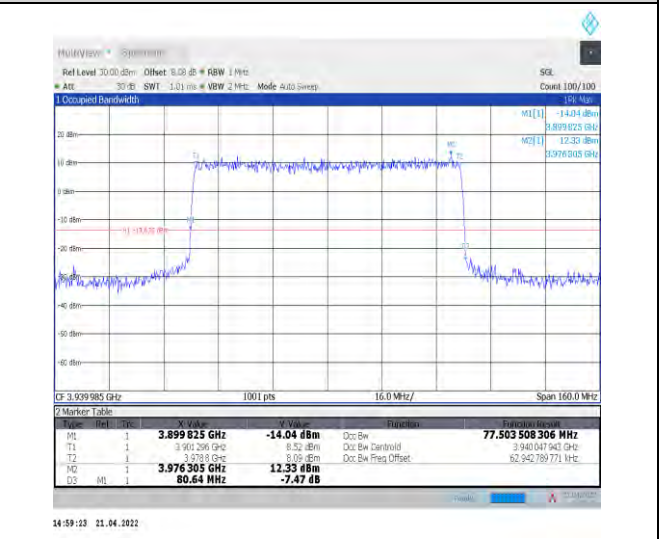 MultiView Spectrum
Ref Level 30.00 dBm Offset 8.08 dB RBW 1 MHz SGL
Att 30 dB SWT 1.01 ms VBW 2 MHz Mode Auto Sweep Count 100/100
1 Occupied Bandwidth 1Pk Max
M1[1] -14.04 dBm
3.899825 GHz
M2[1] 12.33 dBm
3.976305 GHz
20 dBm
10 dBm
0 dBm
-10 dBm
-20 dBm
-40 dBm
-50 dBm
-60 dBm
T1
M2
T2
CF 3.939985 GHz 1001 pts 16.0 MHz/ Span 160.0 MHz
2 Marker Table
Type Ref Trc X-Value Y-Value Function Function Result
M1 1 3.899825 GHz -14.04 dBm Occ Bw 77.503508306 MHz
T1 1 3.901296 GHz 8.52 dBm Occ Bw Centroid 3.940047943 GHz
T2 1 3.9788 GHz 8.09 dBm Occ Bw Freq Offset 62.942789771 kHz
M2 1 3.976305 GHz 12.33 dBm
D3 M1 1 80.64 MHz -7.47 dB
14:59:23 21.04.2022